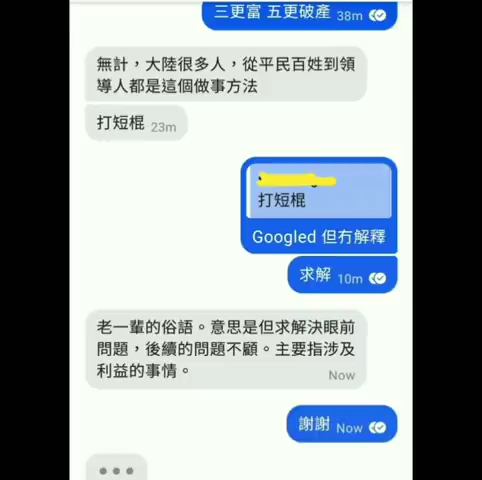 三更富 五更破產 38m
無計，大陸很多人，從平民百姓到領
導人都是這個做事方法
打短棍 23m
打短棍
Googled 但冇解釋
求解 10m
老一輩的俗語。意思是但求解決眼前
問題，後續的問題不顧。主要指涉及
利益的事情。
Now
謝謝 Now